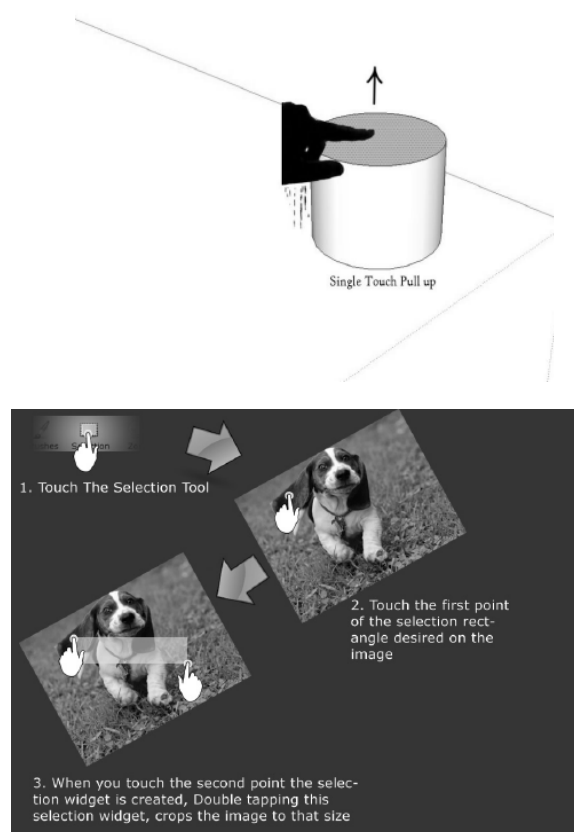 Single Touch Pull up
Selection
1. Touch The Selection Tool
2. Touch the first point
of the selection rect-
angle desired on the
image
3. When you touch the second point the selec-
tion widget is created, Double tapping this
selection widget, crops the image to that size